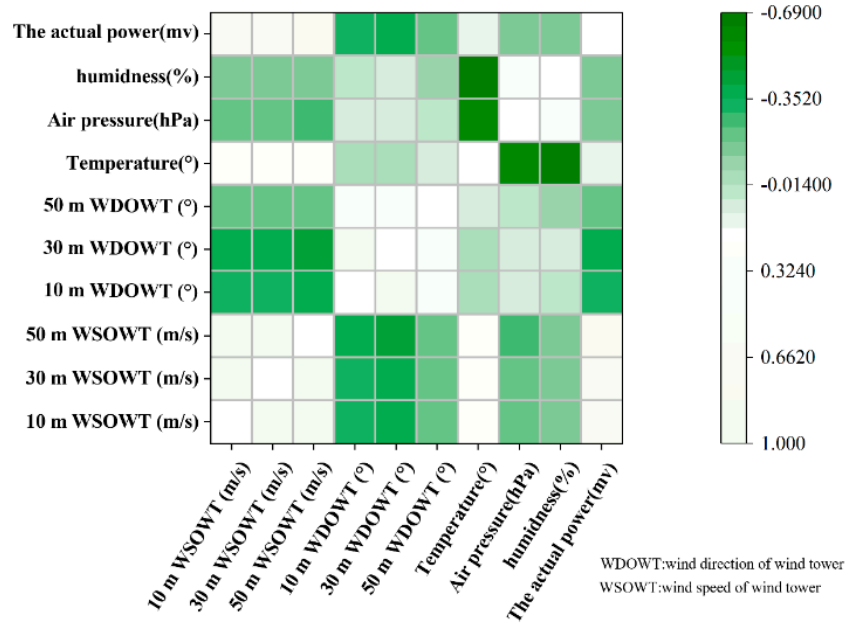 The actual power(mv)
humidness(%)
Air pressure(hPa)
Temperature(°)
50 m WDOWT (°)
30 m WDOWT (°)
10 m WDOWT (°)
50 m WSOWT (m/s)
30 m WSOWT (m/s)
10 m WSOWT (m/s)
10 m WSOWT (m/s)
30 m WSOWT (m/s)
50 m WSOWT (m/s)
10 m WDOWT (°)
30 m WDOWT (°)
50 m WDOWT (°)
Temperature(°)
Air pressure(hPa)
humidness(%)
The actual power(mv)
-0.6900
-0.3520
-0.01400
0.3240
0.6620
1.000
WDOWT:wind direction of wind tower
WSOWT:wind speed of wind tower